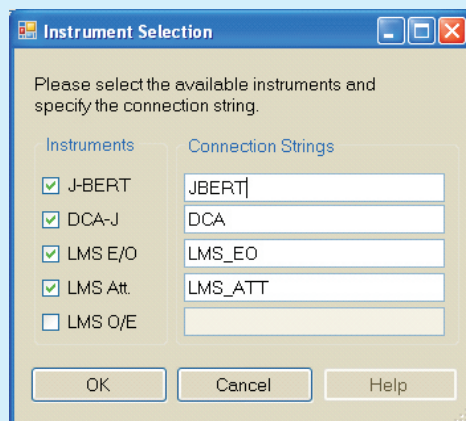 Instrument Selection
Please select the available instruments and
specify the connection string.
Instruments
Connection Strings
J-BERT
JBERT
DCA-J
DCA
LMS E/O
LMS_EO
LMS Att.
LMS_ATT
LMS O/E
OK
Cancel
Help